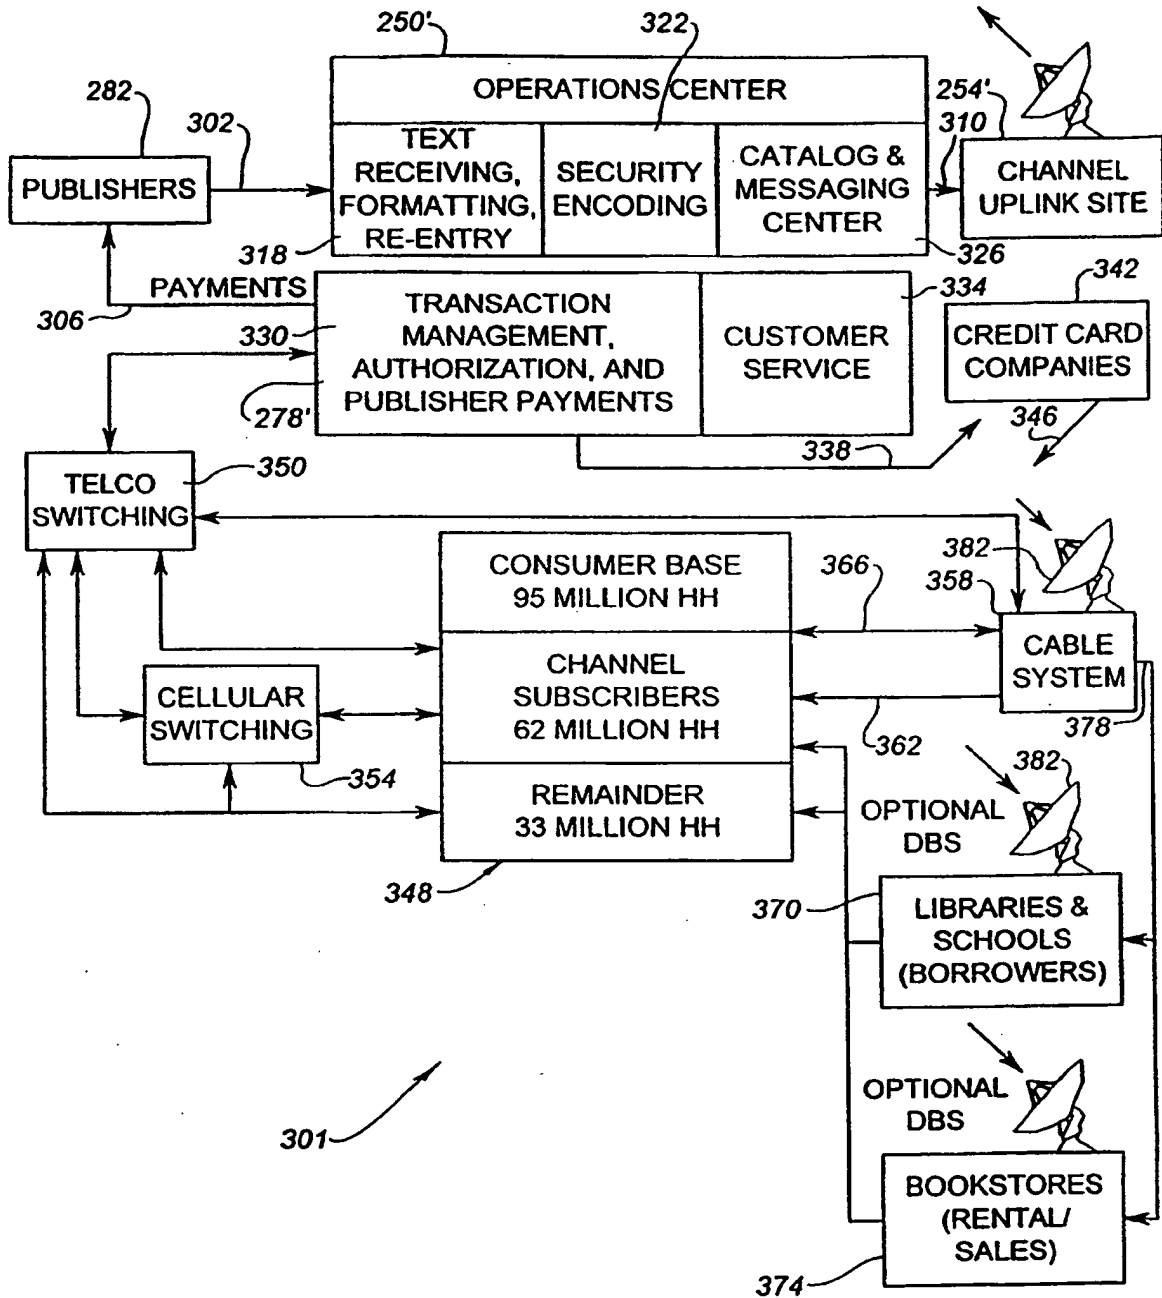 322
250'
OPERATIONS CENTER
282
302
254'
310
PUBLISHERS
TEXT
RECEIVING,
FORMATTING,
RE-ENTRY
318
SECURITY
ENCODING
CATALOG &
MESSAGING
CENTER
326
CHANNEL
UPLINK SITE
PAYMENTS
306
330
TRANSACTION
MANAGEMENT,
AUTHORIZATION, AND
PUBLISHER PAYMENTS
278'
334
CUSTOMER
SERVICE
342
CREDIT CARD
COMPANIES
346
338
350
TELCO
SWITCHING
CONSUMER BASE
95 MILLION HH
366
382
358
CABLE
SYSTEM
CHANNEL
SUBSCRIBERS
62 MILLION HH
CELLULAR
SWITCHING
354
362
378
REMAINDER
33 MILLION HH
348
382
OPTIONAL
DBS
370
LIBRARIES &
SCHOOLS
(BORROWERS)
OPTIONAL
DBS
301
BOOKSTORES
(RENTAL/
SALES)
374